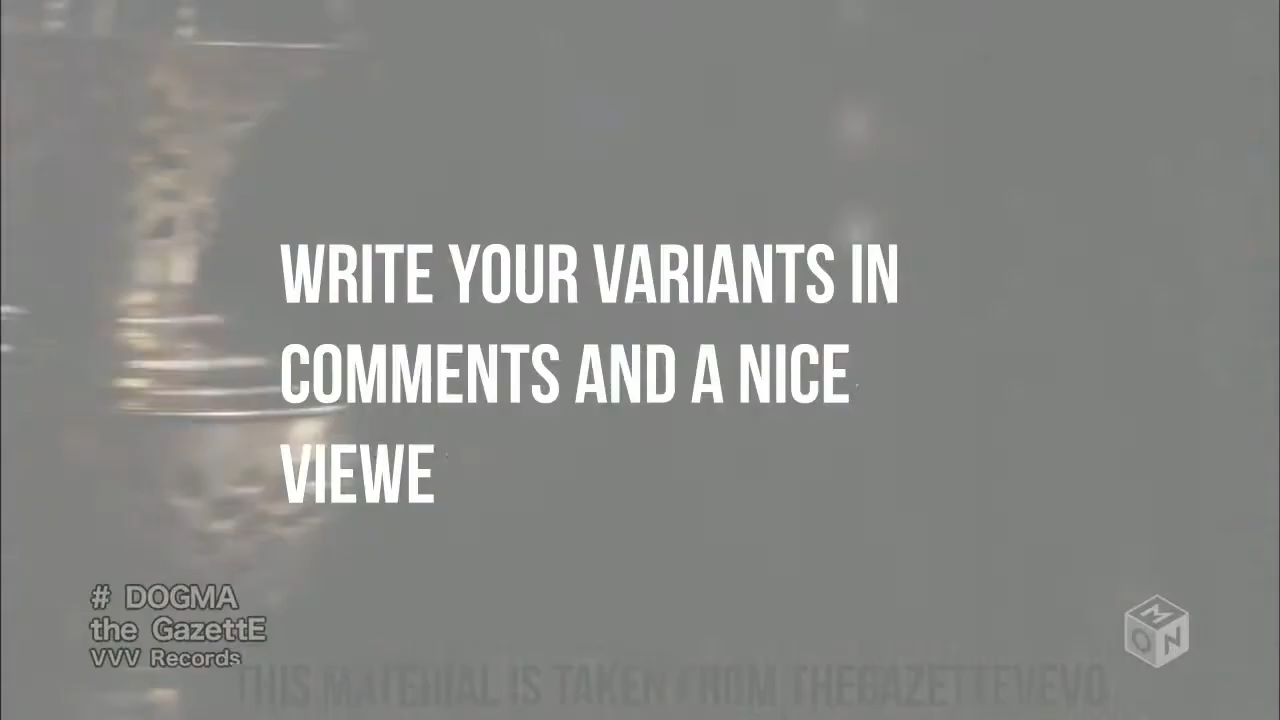 WRITE YOUR VARIANTS IN
COMMENTS AND A NICE
VIEWE
# DOGMA
the GazettE
VVV Records
M
ON
THIS MATERIAL IS TAKEN FROM THEGAZETTEVEVO